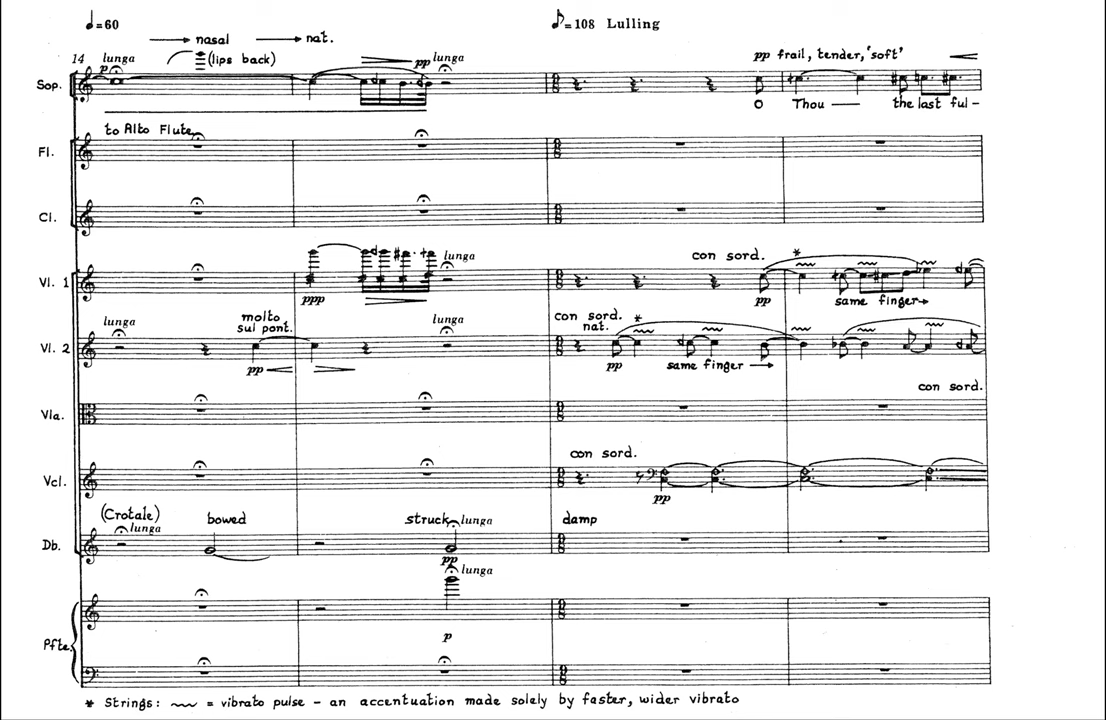 ♩=60
♪=108 Lulling
→ nasal → nat.
14 lunga (lips back) pp lunga pp frail, tender, 'soft'
p
Sop.
O Thou — the last ful-
to Alto Flute
Fl.
Cl.
lunga con sord. *
Vl. 1
ppp pp same finger→
lunga molto sul pont. lunga con sord. nat. *
Vl. 2
pp pp same finger →
con sord.
Vla.
con sord.
Vcl.
pp
(Crotale) lunga bowed struck lunga damp
Db.
pp
lunga
p
Pfte.
* Strings: ~~ = vibrato pulse – an accentuation made solely by faster, wider vibrato